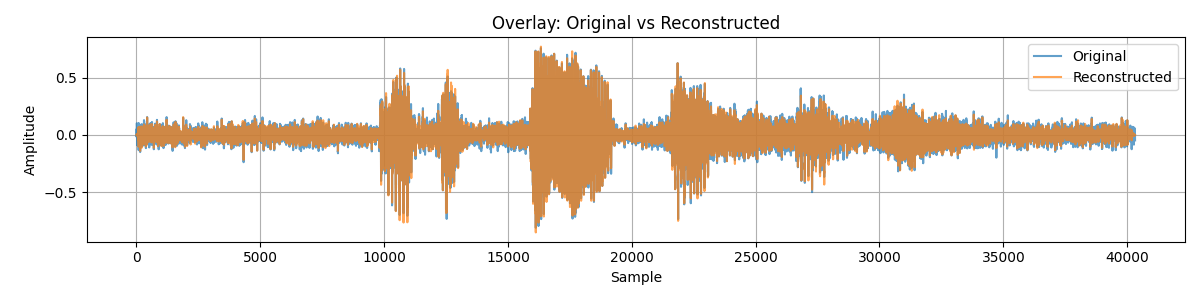 Overlay: Original vs Reconstructed
Original
Reconstructed
Amplitude
0.5
0.0
−0.5
0 5000 10000 15000 20000 25000 30000 35000 40000
Sample